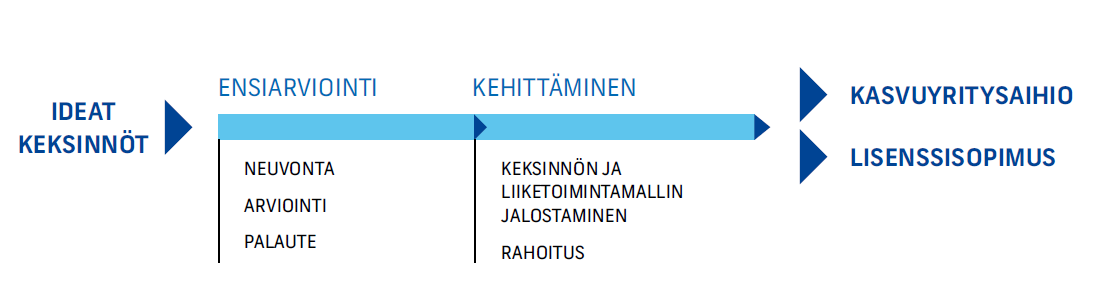 IDEAT
KEKSINNÖT
ENSIARVIOINTI
NEUVONTA
ARVIOINTI
PALAUTE
KEHITTÄMINEN
KEKSINNÖN JA
LIIKETOIMINTAMALLIN
JALOSTAMINEN
RAHOITUS
KASVUYRITYSAIHIO
LISENSSISOPIMUS